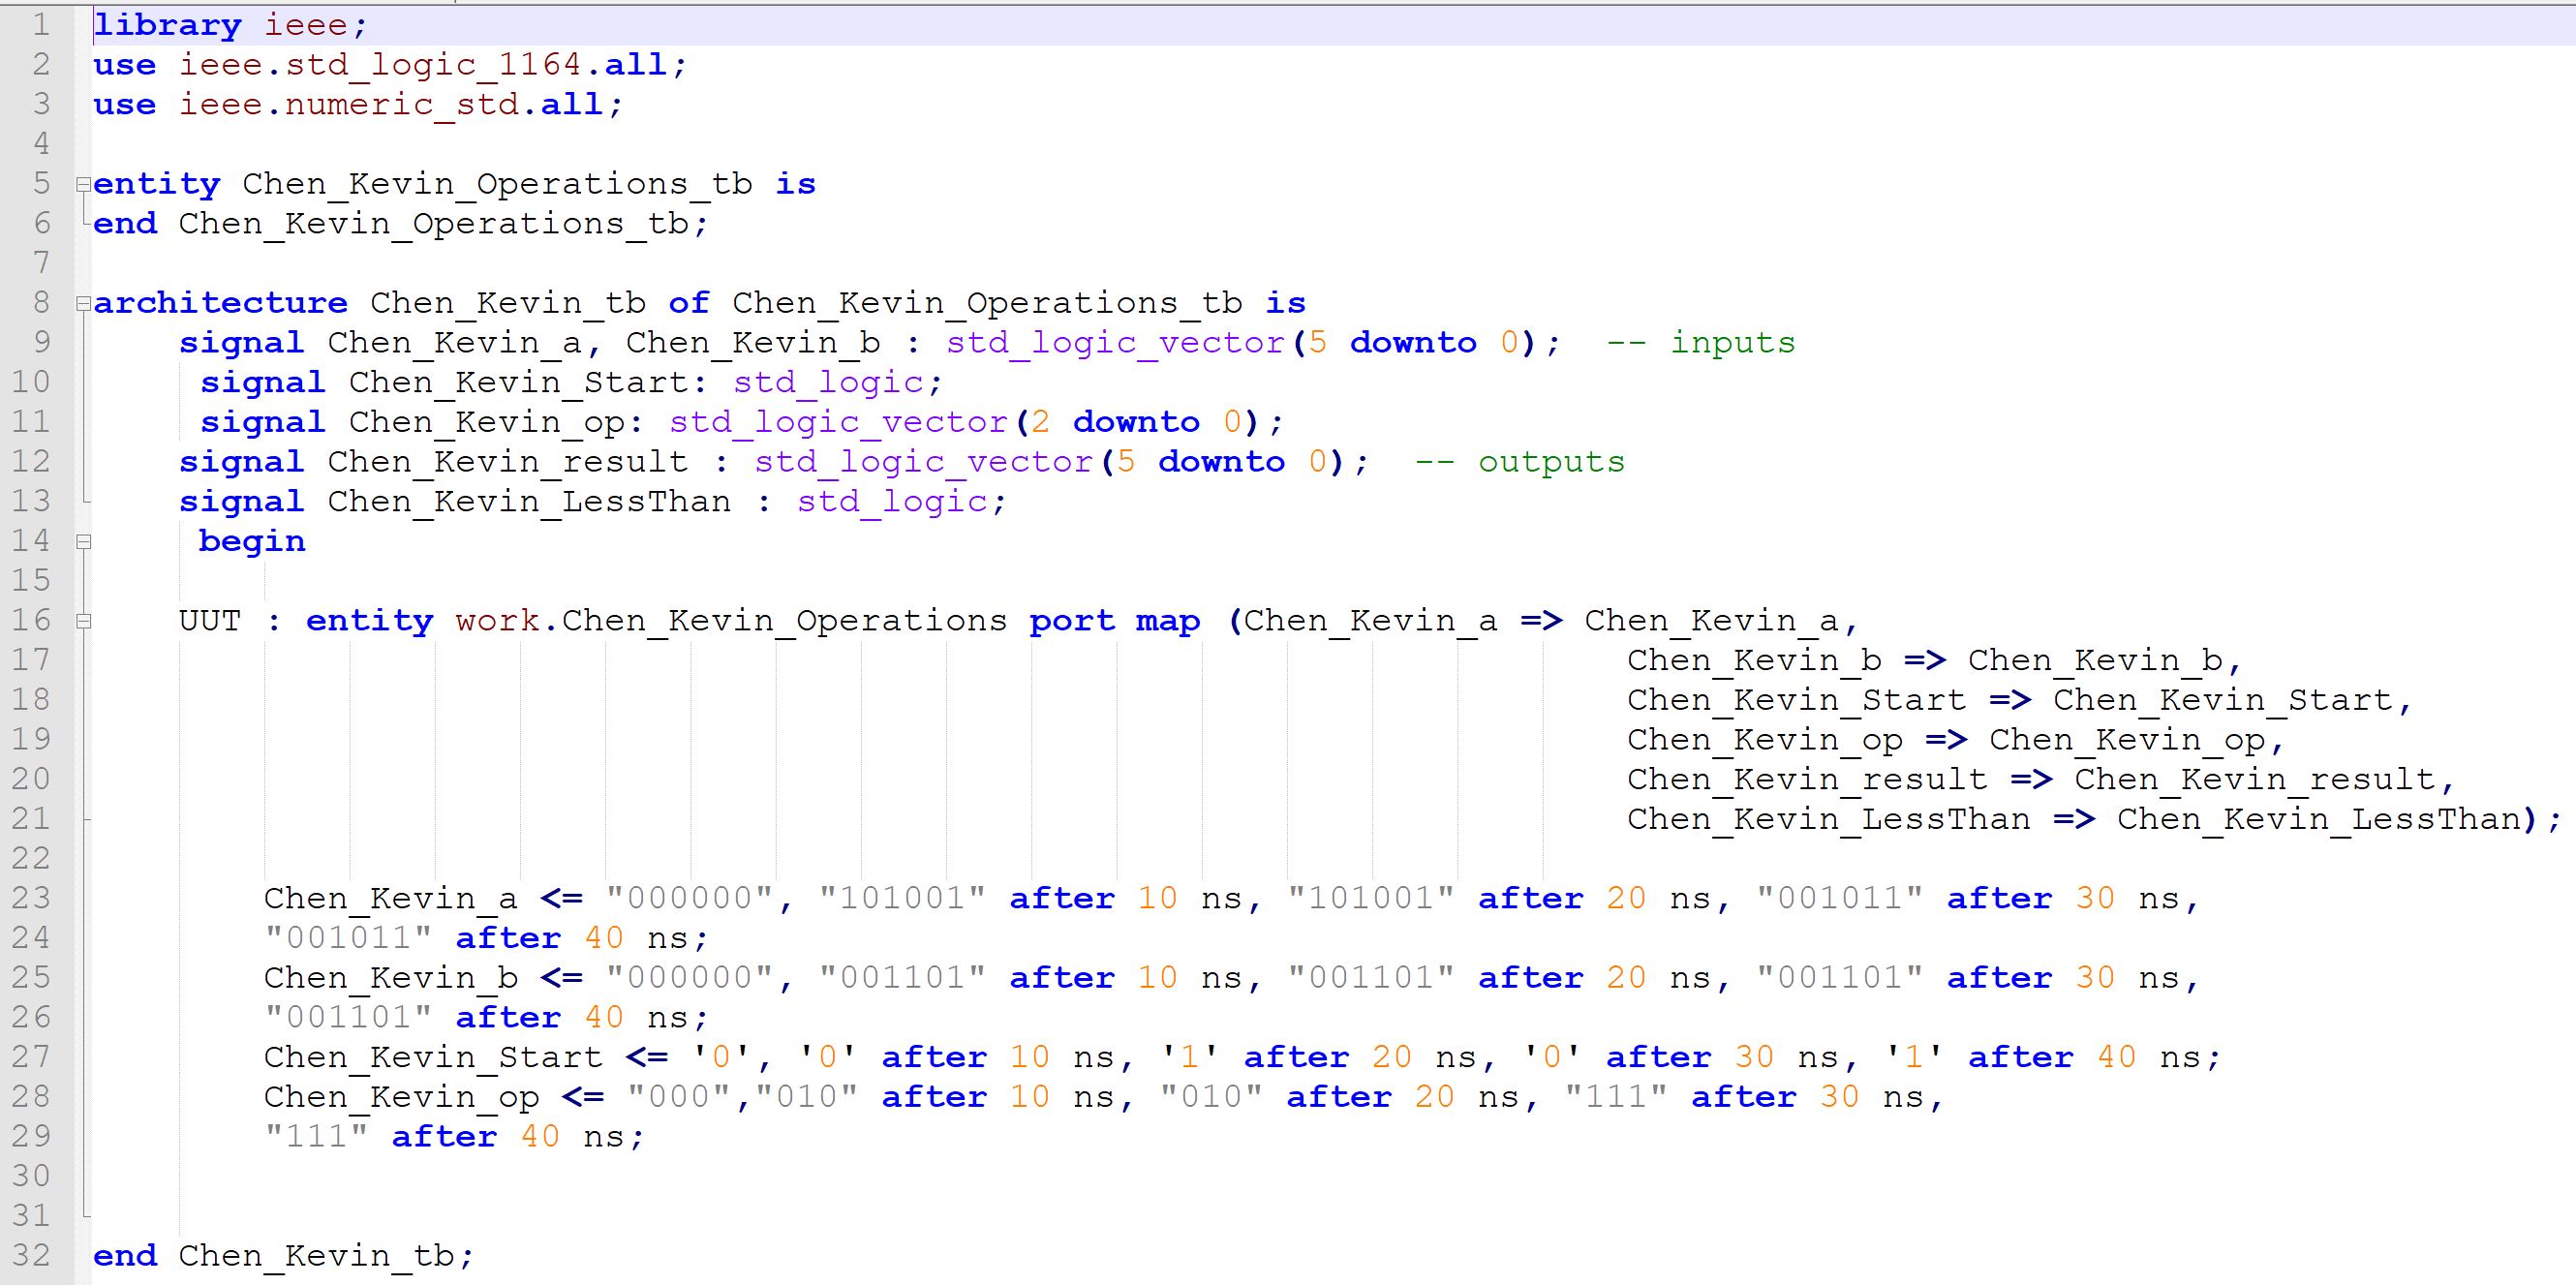 1 library ieee;
2 use ieee.std_logic_1164.all;
3 use ieee.numeric_std.all;
4
5 entity Chen_Kevin_Operations_tb is
6 end Chen_Kevin_Operations_tb;
7
8 architecture Chen_Kevin_tb of Chen_Kevin_Operations_tb is
9 signal Chen_Kevin_a, Chen_Kevin_b : std_logic_vector(5 downto 0); -- inputs
10 signal Chen_Kevin_Start: std_logic;
11 signal Chen_Kevin_op: std_logic_vector(2 downto 0);
12 signal Chen_Kevin_result : std_logic_vector(5 downto 0); -- outputs
13 signal Chen_Kevin_LessThan : std_logic;
14 begin
15
16 UUT : entity work.Chen_Kevin_Operations port map (Chen_Kevin_a => Chen_Kevin_a,
17 Chen_Kevin_b => Chen_Kevin_b,
18 Chen_Kevin_Start => Chen_Kevin_Start,
19 Chen_Kevin_op => Chen_Kevin_op,
20 Chen_Kevin_result => Chen_Kevin_result,
21 Chen_Kevin_LessThan => Chen_Kevin_LessThan);
22
23 Chen_Kevin_a <= "000000", "101001" after 10 ns, "101001" after 20 ns, "001011" after 30 ns,
24 "001011" after 40 ns;
25 Chen_Kevin_b <= "000000", "001101" after 10 ns, "001101" after 20 ns, "001101" after 30 ns,
26 "001101" after 40 ns;
27 Chen_Kevin_Start <= '0', '0' after 10 ns, '1' after 20 ns, '0' after 30 ns, '1' after 40 ns;
28 Chen_Kevin_op <= "000","010" after 10 ns, "010" after 20 ns, "111" after 30 ns,
29 "111" after 40 ns;
30
31
32 end Chen_Kevin_tb;